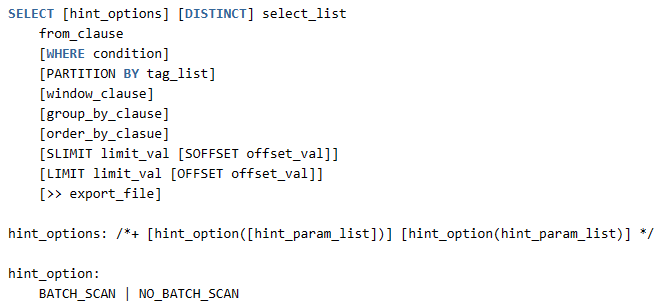 SELECT [hint_options] [DISTINCT] select_list
    from_clause
    [WHERE condition]
    [PARTITION BY tag_list]
    [window_clause]
    [group_by_clause]
    [order_by_clasue]
    [SLIMIT limit_val [SOFFSET offset_val]]
    [LIMIT limit_val [OFFSET offset_val]]
    [>> export_file]

hint_options: /*+ [hint_option([hint_param_list])] [hint_option(hint_param_list)] */

hint_option:
    BATCH_SCAN | NO_BATCH_SCAN